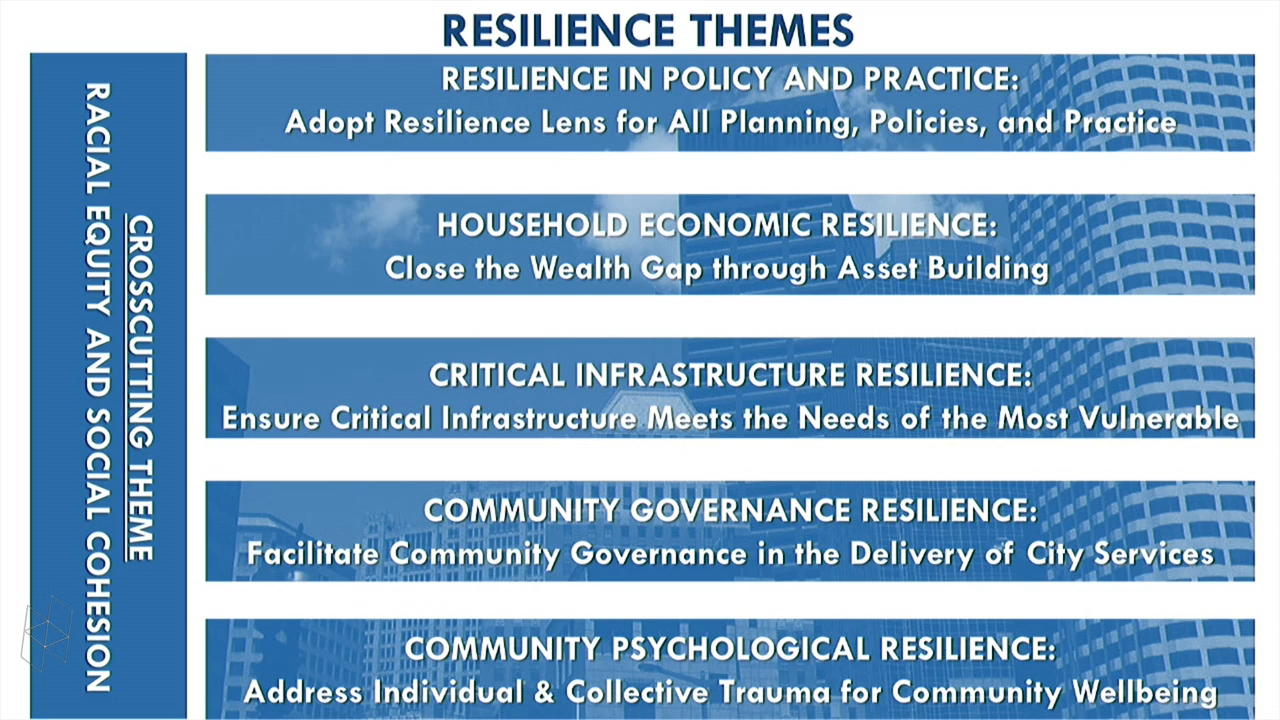 RESILIENCE THEMES
CROSSCUTTING THEME
RACIAL EQUITY AND SOCIAL COHESION
RESILIENCE IN POLICY AND PRACTICE:
Adopt Resilience Lens for All Planning, Policies, and Practice
HOUSEHOLD ECONOMIC RESILIENCE:
Close the Wealth Gap through Asset Building
CRITICAL INFRASTRUCTURE RESILIENCE:
Ensure Critical Infrastructure Meets the Needs of the Most Vulnerable
COMMUNITY GOVERNANCE RESILIENCE:
Facilitate Community Governance in the Delivery of City Services
COMMUNITY PSYCHOLOGICAL RESILIENCE:
Address Individual & Collective Trauma for Community Wellbeing